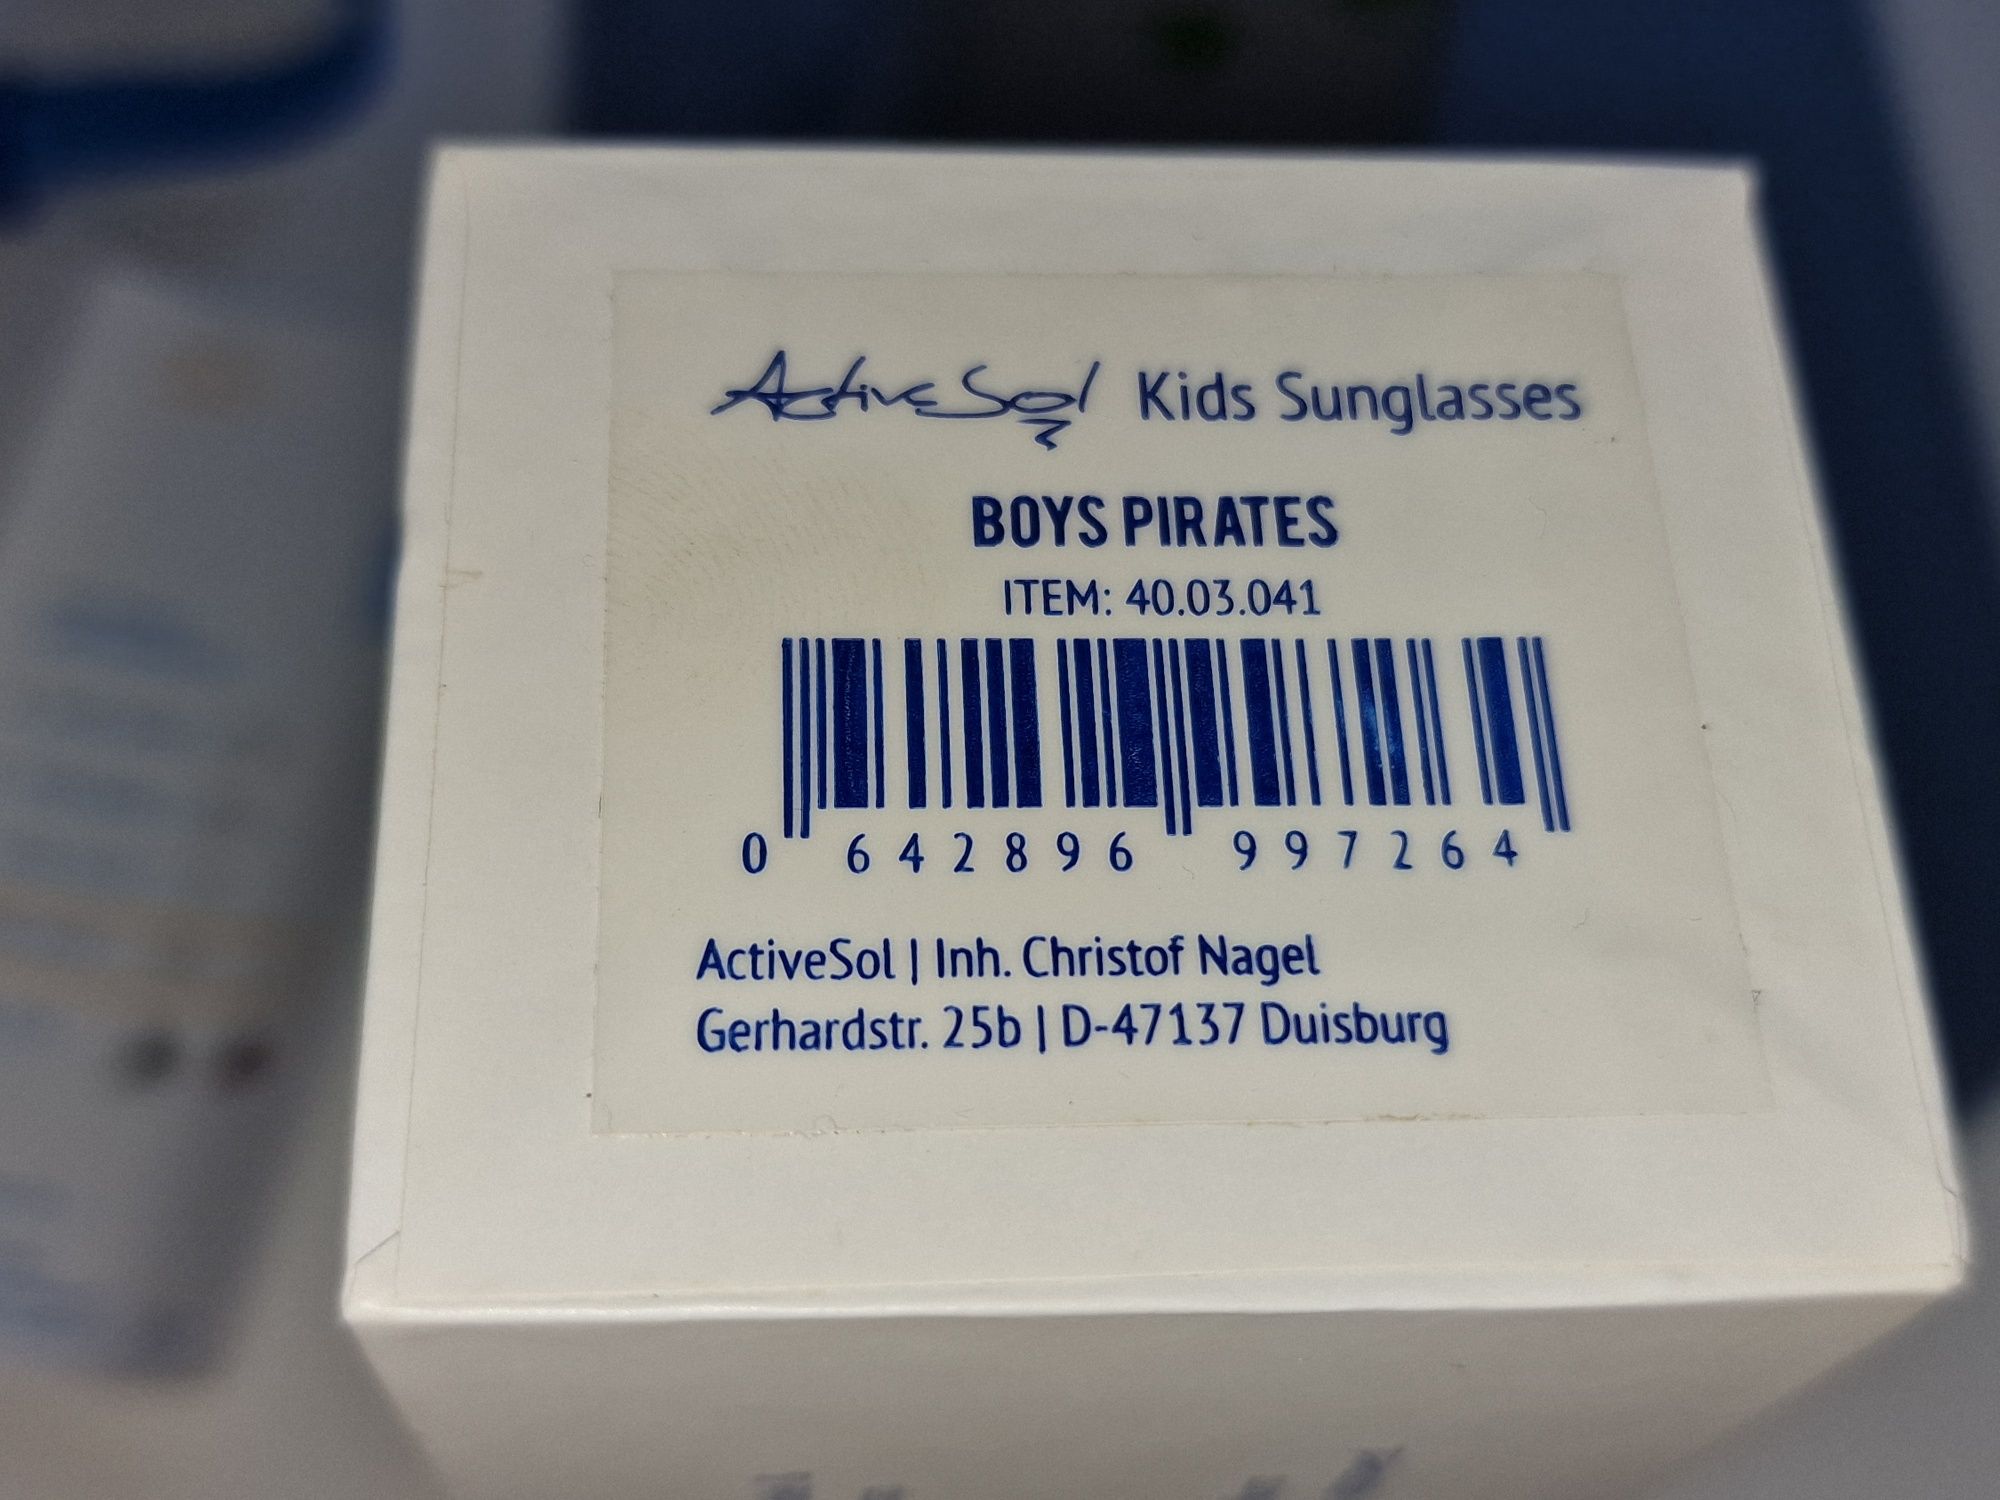 ActiveSol Kids Sunglasses
BOYS PIRATES
ITEM: 40.03.041
0 642896 997264
ActiveSol | Inh. Christof Nagel
Gerhardstr. 25b | D-47137 Duisburg